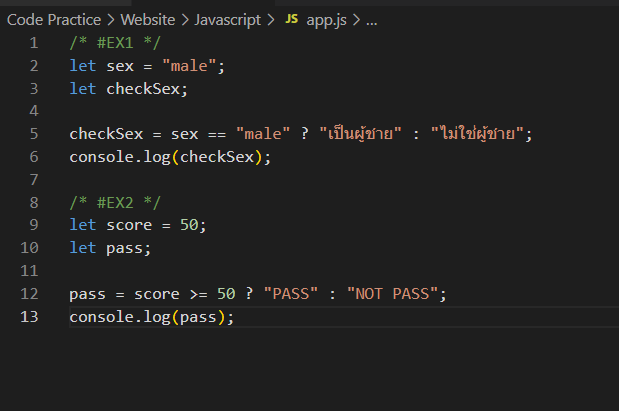 Code Practice > Website > Javascript > JS app.js > ...
1 /* #EX1 */
2 let sex = "male";
3 let checkSex;
4
5 checkSex = sex == "male" ? "เป็นผู้ชาย" : "ไม่ใช่ผู้ชาย";
6 console.log(checkSex);
7
8 /* #EX2 */
9 let score = 50;
10 let pass;
11
12 pass = score >= 50 ? "PASS" : "NOT PASS";
13 console.log(pass);